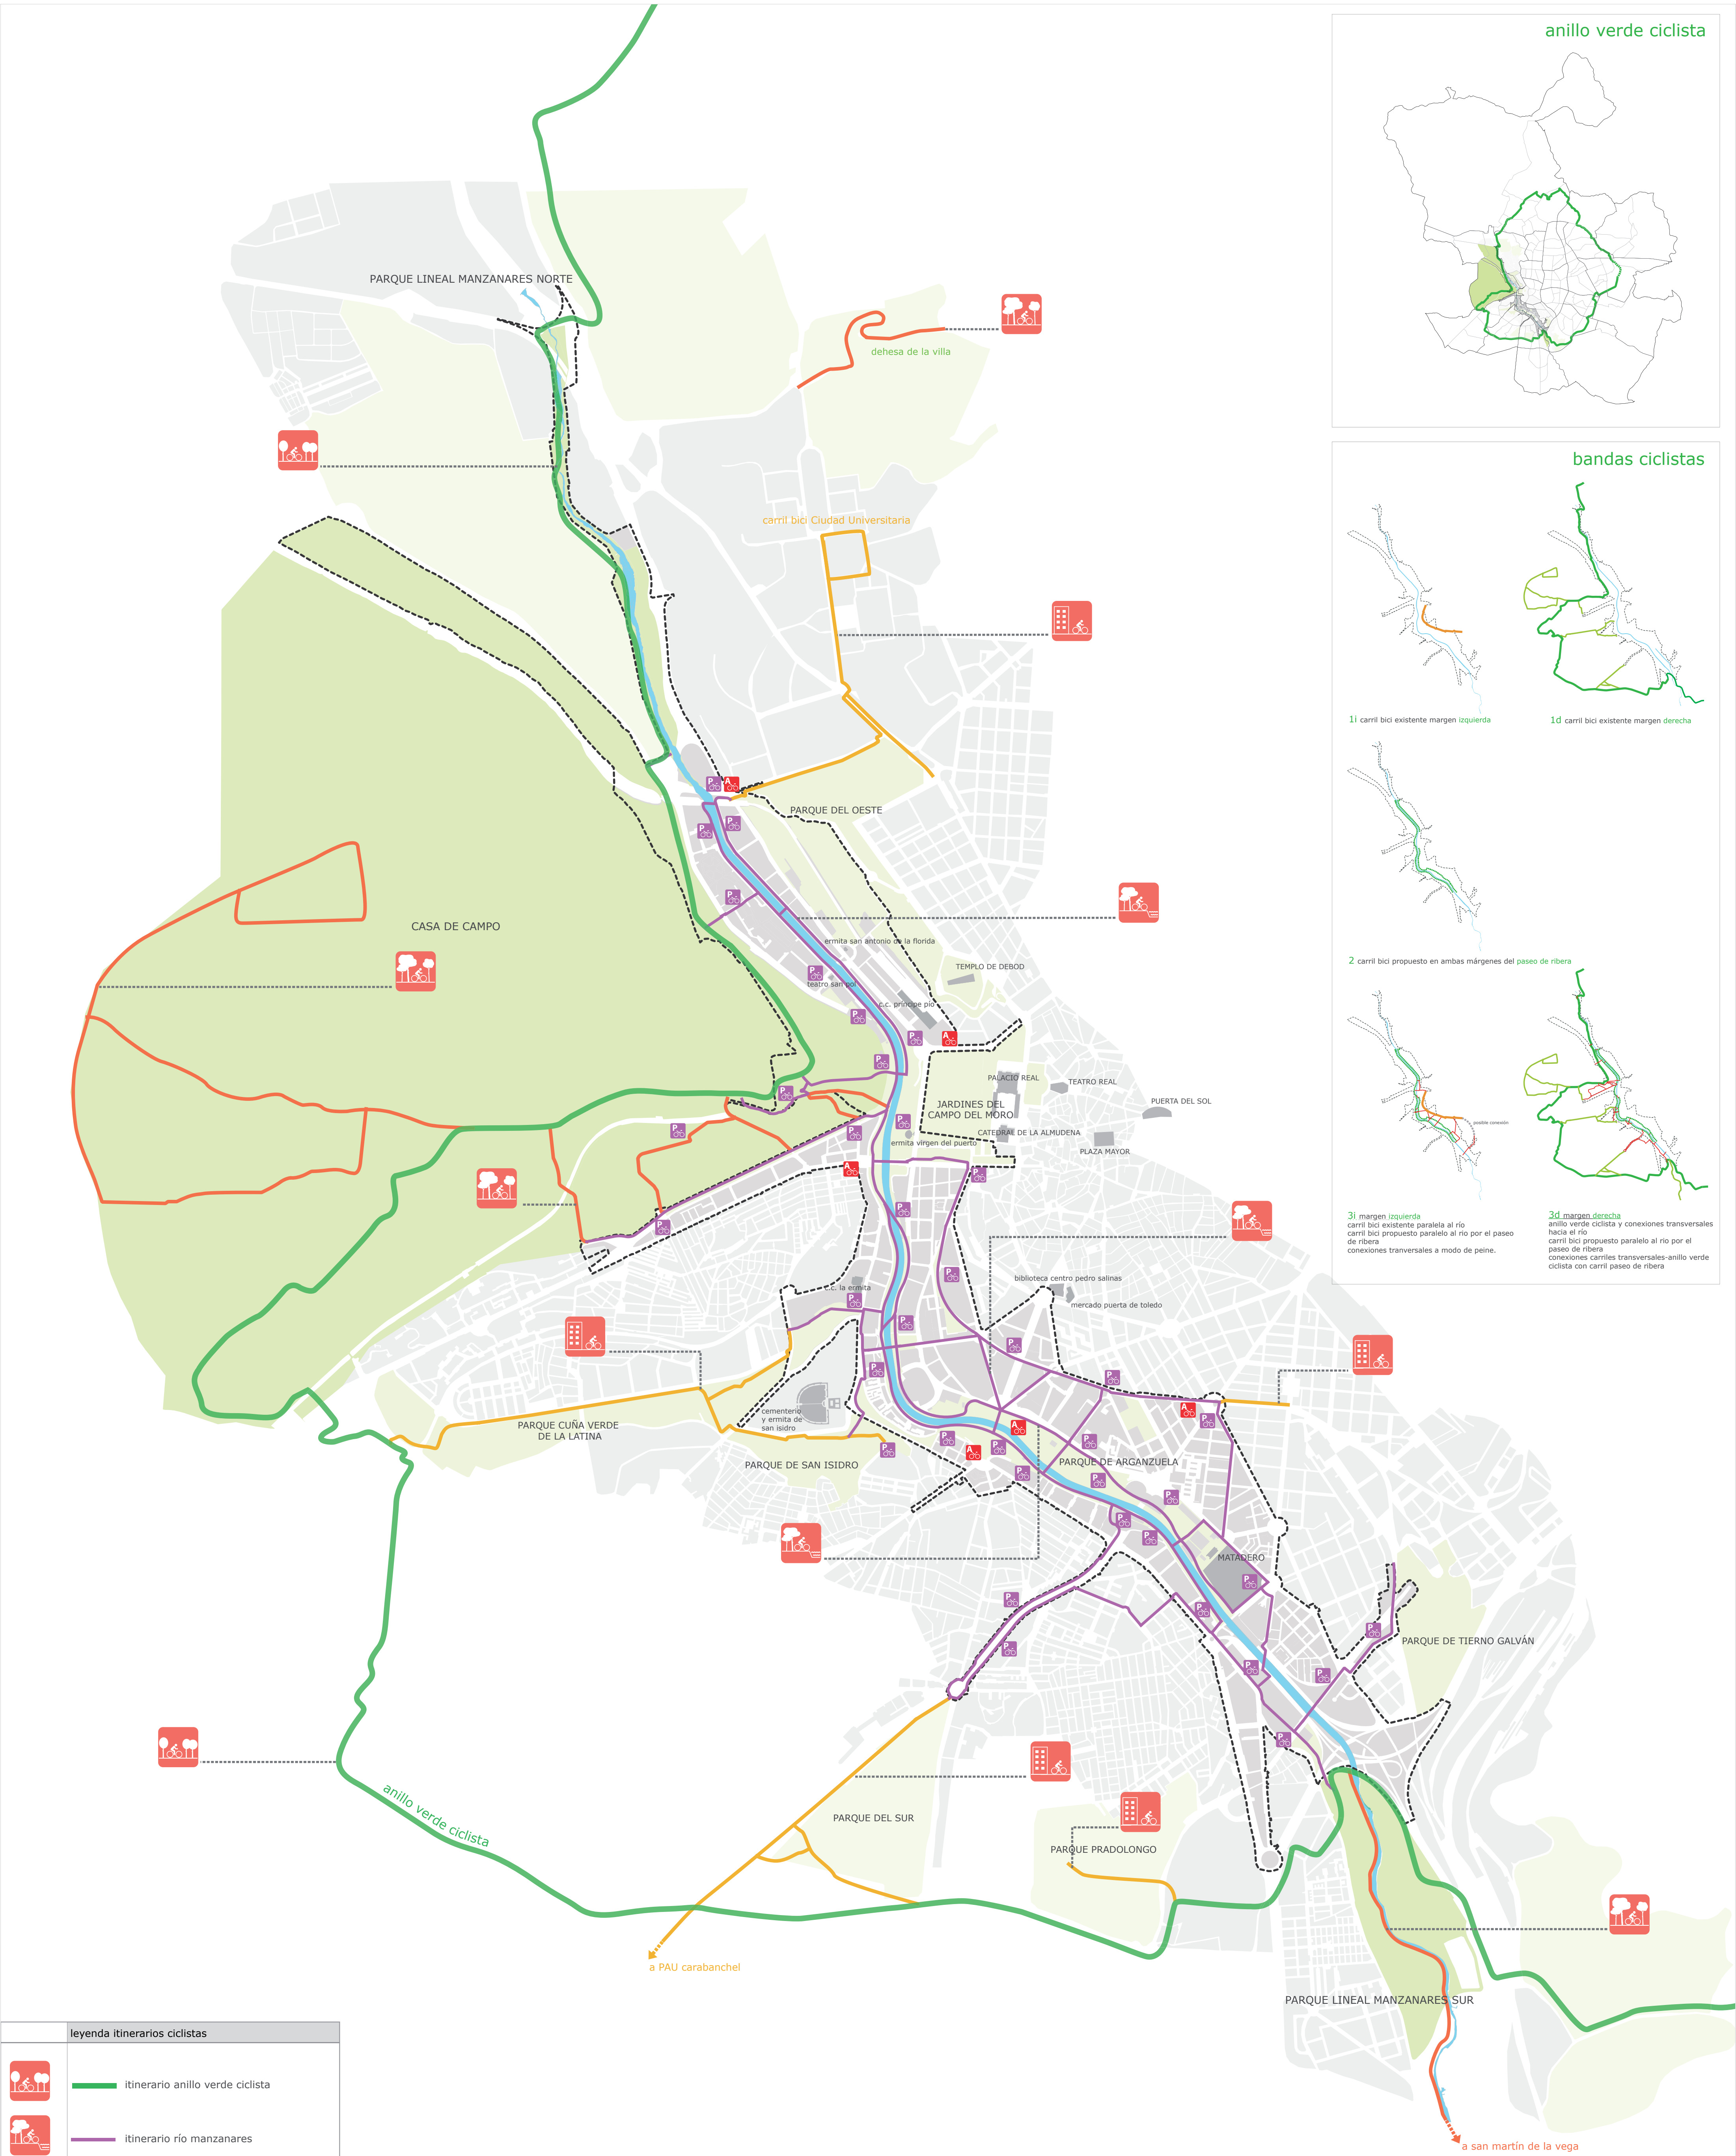 anillo verde ciclista
PARQUE LINEAL MANZANARES NORTE
dehesa de la villa
bandas ciclistas
carril bici Ciudad Universitaria
1i carril bici existente margen izquierda
1d carril bici existente margen derecha
P
A
PARQUE DEL OESTE
P
P
P
CASA DE CAMPO
ermita san antonio de la florida
TEMPLO DE DEBOD
2 carril bici propuesto en ambas márgenes del paseo de ribera
P
teatro san pol
c.c. príncipe pío
P
P
A
P
PALACIO REAL
TEATRO REAL
P
PUERTA DEL SOL
JARDINES DEL
CAMPO DEL MORO
P
posible conexión
P
P
CATEDRAL DE LA ALMUDENA
ermita virgen del puerto
PLAZA MAYOR
A
P
P
P
3i margen izquierda
carril bici existente paralela al río
carril bici propuesto paralelo al rio por el paseo
de ribera
conexiones tranversales a modo de peine.
3d margen derecha
anillo verde ciclista y conexiones transversales
hacia el río
carril bici propuesto paralelo al rio por el
paseo de ribera
conexiones carriles transversales-anillo verde
ciclista con carril paseo de ribera
P
biblioteca centro pedro salinas
c.c. la ermita
P
mercado puerta de toledo
P
P
P
P
cementerio
y ermita de
san isidro
A
P
PARQUE CUÑA VERDE
DE LA LATINA
A
P
P
P
A
P
PARQUE DE SAN ISIDRO
PARQUE DE ARGANZUELA
P
P
P
P
P
MATADERO
P
P
P
P
PARQUE DE TIERNO GALVÁN
P
P
P
P
anillo verde ciclista
PARQUE DEL SUR
PARQUE PRADOLONGO
a PAU carabanchel
PARQUE LINEAL MANZANARES SUR
leyenda itinerarios ciclistas
itinerario anillo verde ciclista
itinerario río manzanares
a san martín de la vega